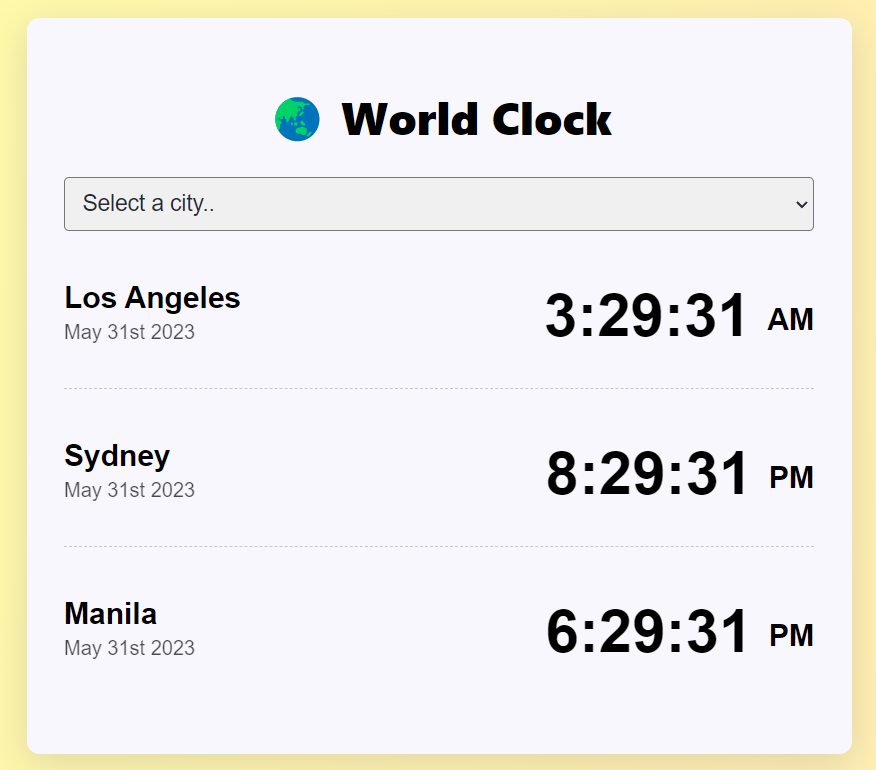 World Clock
Select a city..
Los Angeles
May 31st 2023
3:29:31 AM
Sydney
May 31st 2023
8:29:31 PM
Manila
May 31st 2023
6:29:31 PM